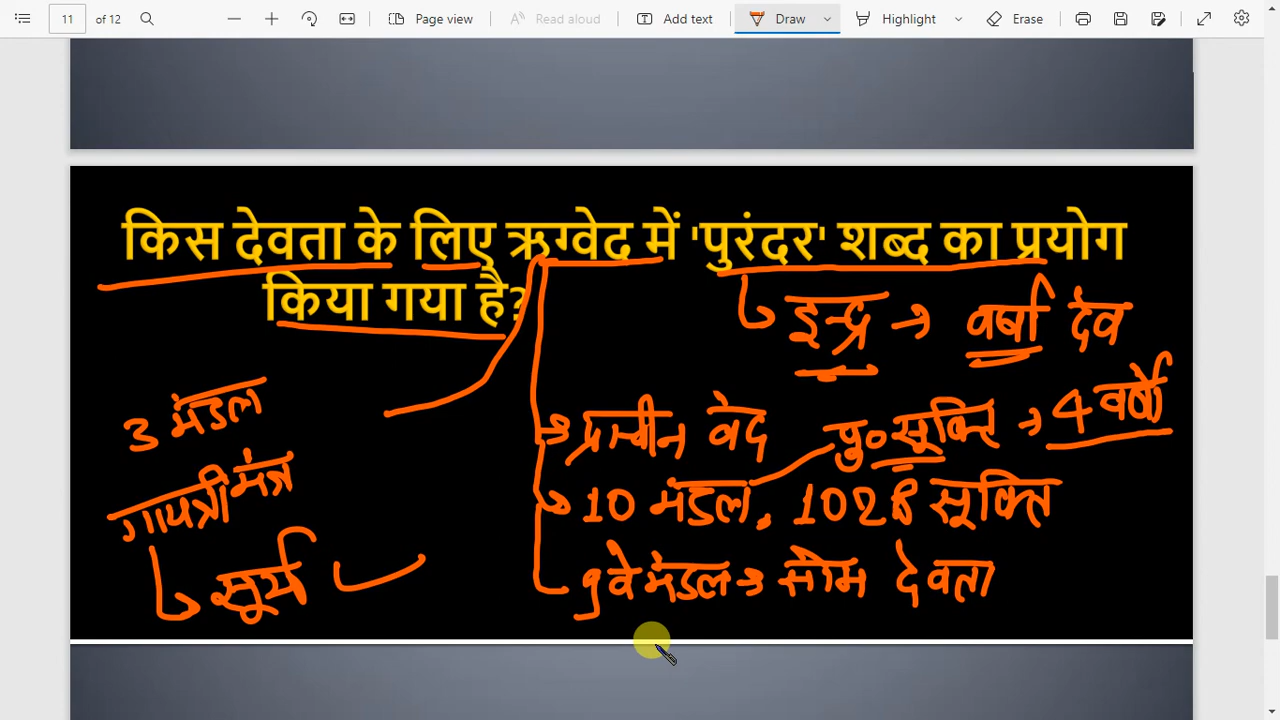 11 of 12 Page view Read aloud Add text Draw Highlight Erase
किस देवता के लिए ऋग्वेद में 'पुरंदर' शब्द का प्रयोग
किया गया है?
इन्द्र → वर्षा देव
3 मंडल
गायत्री मंत्र
सूर्य
प्राचीन वेद
पु० सूक्ति → 4 वर्षो
10 मंडल, 1028 सूक्ति
9वे मंडल → सोम देवता